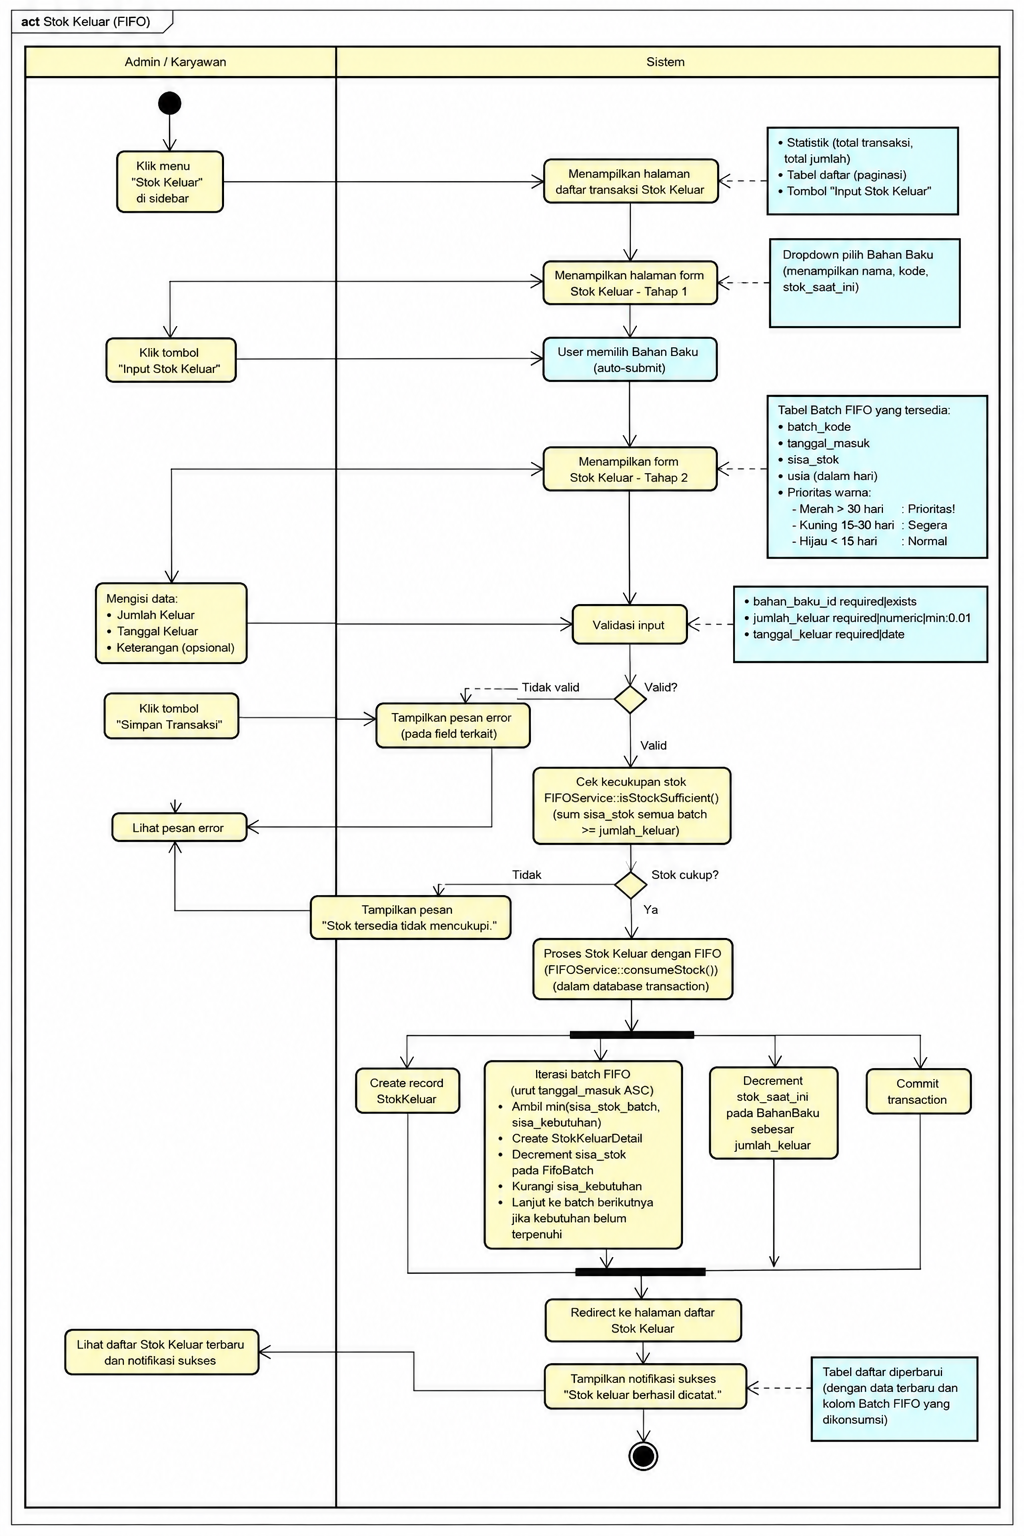 act Stok Keluar (FIFO)
Admin / Karyawan
Sistem
Klik menu
"Stok Keluar"
di sidebar
Menampilkan halaman
daftar transaksi Stok Keluar
• Statistik (total transaksi,
total jumlah)
• Tabel daftar (paginasi)
• Tombol "Input Stok Keluar"
Menampilkan halaman form
Stok Keluar - Tahap 1
Dropdown pilih Bahan Baku
(menampilkan nama, kode,
stok_saat_ini)
Klik tombol
"Input Stok Keluar"
User memilih Bahan Baku
(auto-submit)
Menampilkan form
Stok Keluar - Tahap 2
Tabel Batch FIFO yang tersedia:
• batch_kode
• tanggal_masuk
• sisa_stok
• usia (dalam hari)
• Prioritas warna:
- Merah > 30 hari : Prioritas!
- Kuning 15-30 hari : Segera
- Hijau < 15 hari : Normal
Mengisi data:
• Jumlah Keluar
• Tanggal Keluar
• Keterangan (opsional)
Validasi input
• bahan_baku_id required|exists
• jumlah_keluar required|numeric|min:0.01
• tanggal_keluar required|date
Tidak valid
Valid?
Klik tombol
"Simpan Transaksi"
Tampilkan pesan error
(pada field terkait)
Valid
Cek kecukupan stok
FIFOService::isStockSufficient()
(sum sisa_stok semua batch
>= jumlah_keluar)
Lihat pesan error
Tidak
Stok cukup?
Ya
Tampilkan pesan
"Stok tersedia tidak mencukupi."
Proses Stok Keluar dengan FIFO
(FIFOService::consumeStock())
(dalam database transaction)
Create record
StokKeluar
Iterasi batch FIFO
(urut tanggal_masuk ASC)
• Ambil min(sisa_stok_batch,
sisa_kebutuhan)
• Create StokKeluarDetail
• Decrement sisa_stok
pada FifoBatch
• Kurangi sisa_kebutuhan
• Lanjut ke batch berikutnya
jika kebutuhan belum
terpenuhi
Decrement
stok_saat_ini
pada BahanBaku
sebesar
jumlah_keluar
Commit
transaction
Redirect ke halaman daftar
Stok Keluar
Lihat daftar Stok Keluar terbaru
dan notifikasi sukses
Tampilkan notifikasi sukses
"Stok keluar berhasil dicatat."
Tabel daftar diperbarui
(dengan data terbaru dan
kolom Batch FIFO yang
dikonsumsi)